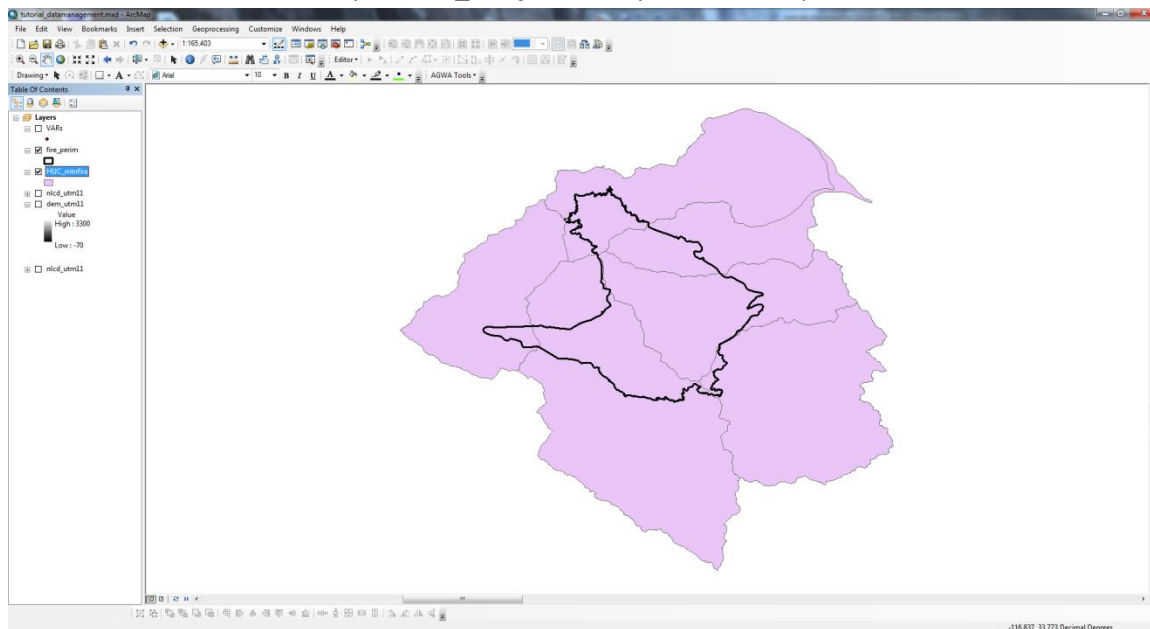 tutorial_datamanagement.mxd - ArcMap
File Edit View Bookmarks Insert Selection Geoprocessing Customize Windows Help
1:165,403
Editor
Drawing A Arial 10 B I U A AGWA Tools
Table Of Contents
Layers
VARs
fire_perim
HUC_mtnfire
nlcd_utm11
dem_utm11
Value
High : 3300
Low : -70
nlcd_utm11
-116.837 33.773 Decimal Degrees